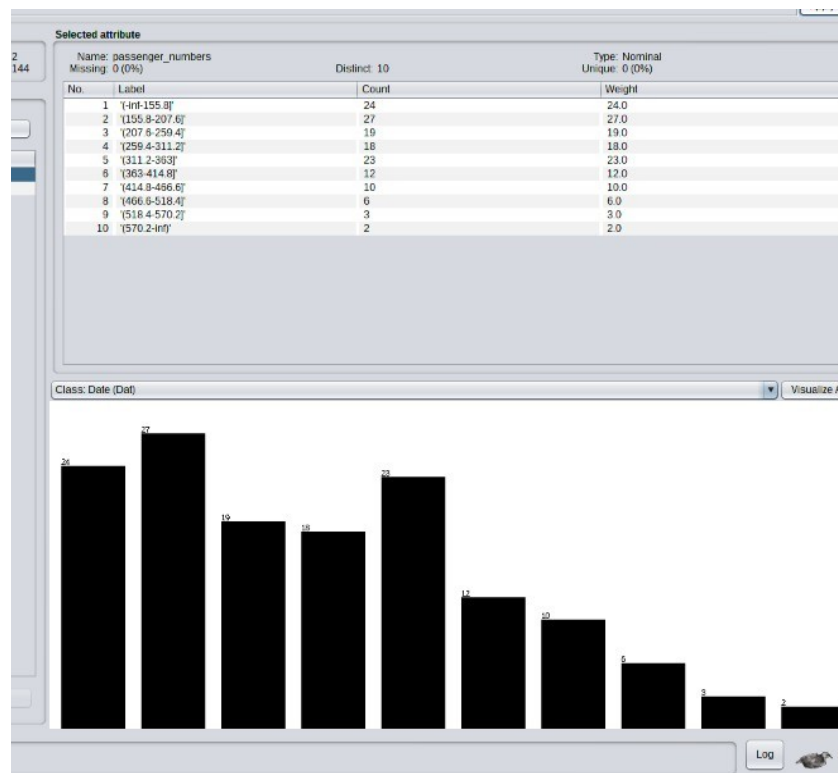 Selected attribute
2
144
Name: passenger_numbers
Type: Nominal
Missing: 0 (0%)
Distinct: 10
Unique: 0 (0%)
No. Label Count Weight
1 '(-inf-155.8]' 24 24.0
2 '(155.8-207.6]' 27 27.0
3 '(207.6-259.4]' 19 19.0
4 '(259.4-311.2]' 18 18.0
5 '(311.2-363]' 23 23.0
6 '(363-414.8]' 12 12.0
7 '(414.8-466.6]' 10 10.0
8 '(466.6-518.4]' 6 6.0
9 '(518.4-570.2]' 3 3.0
10 '(570.2-inf)' 2 2.0
Class: Date (Dat)
Visualize A
24
27
19
18
23
12
10
6
3
2
Log